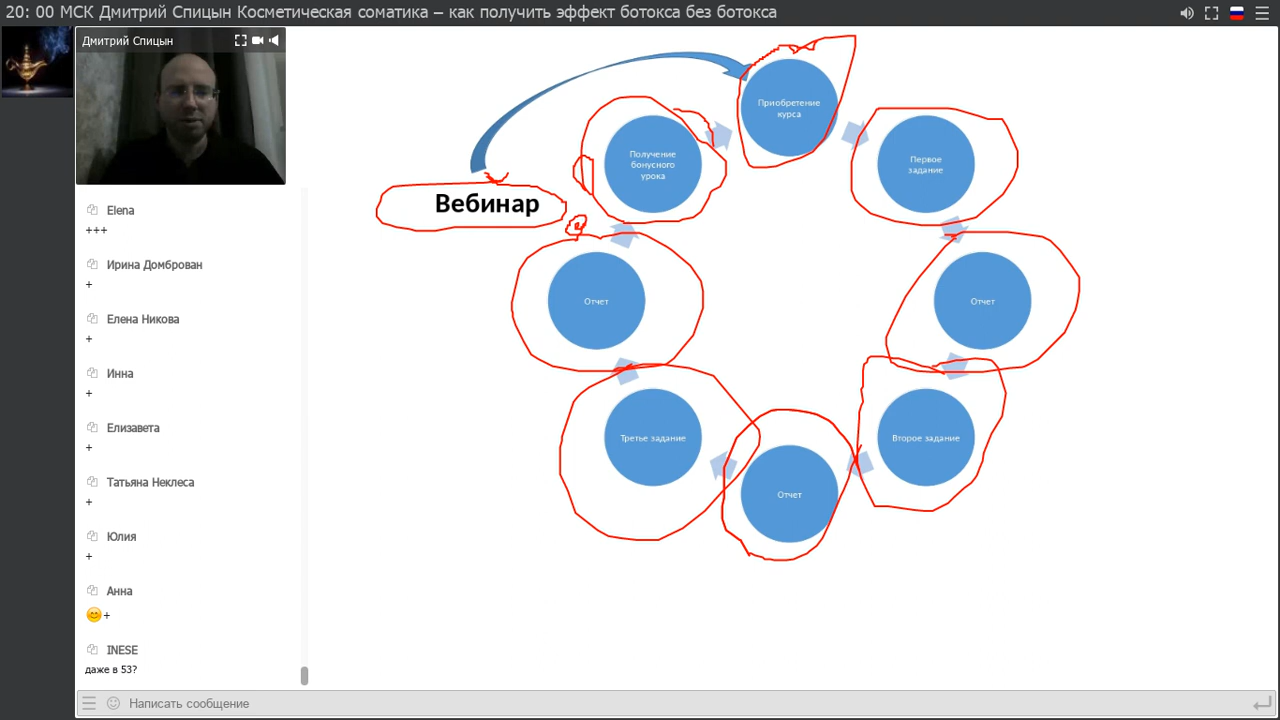 20: 00 МСК Дмитрий Спицын Косметическая соматика – как получить эффект ботокса без ботокса
Дмитрий Спицын
Elena
+++
Ирина Домброван
+
Елена Никова
+
Инна
+
Елизавета
+
Татьяна Неклеса
+
Юлия
+
Анна
😊+
INESE
даже в 53?
Написать сообщение
Вебинар
Приобретение
курса
Первое
задание
Отчет
Второе задание
Отчет
Третье задание
Отчет
Получение
бонусного
урока